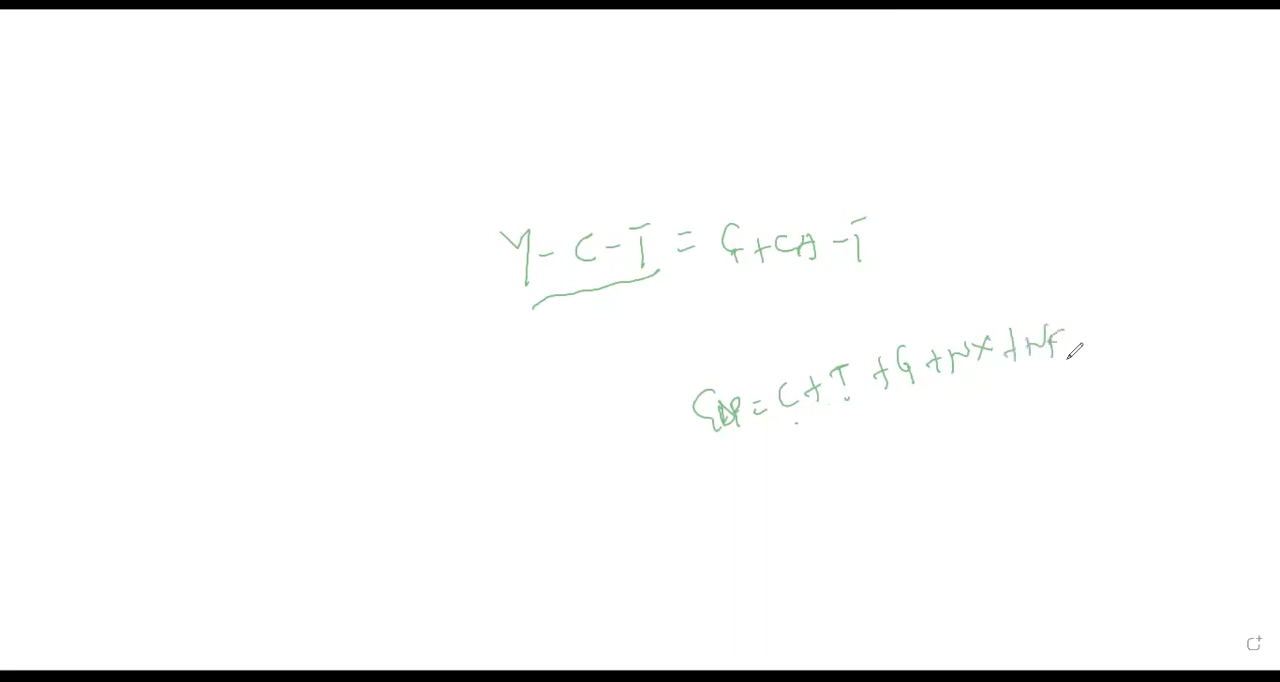 Y - C - T = G + CA - T
GDP = C + I + G + NX + NF